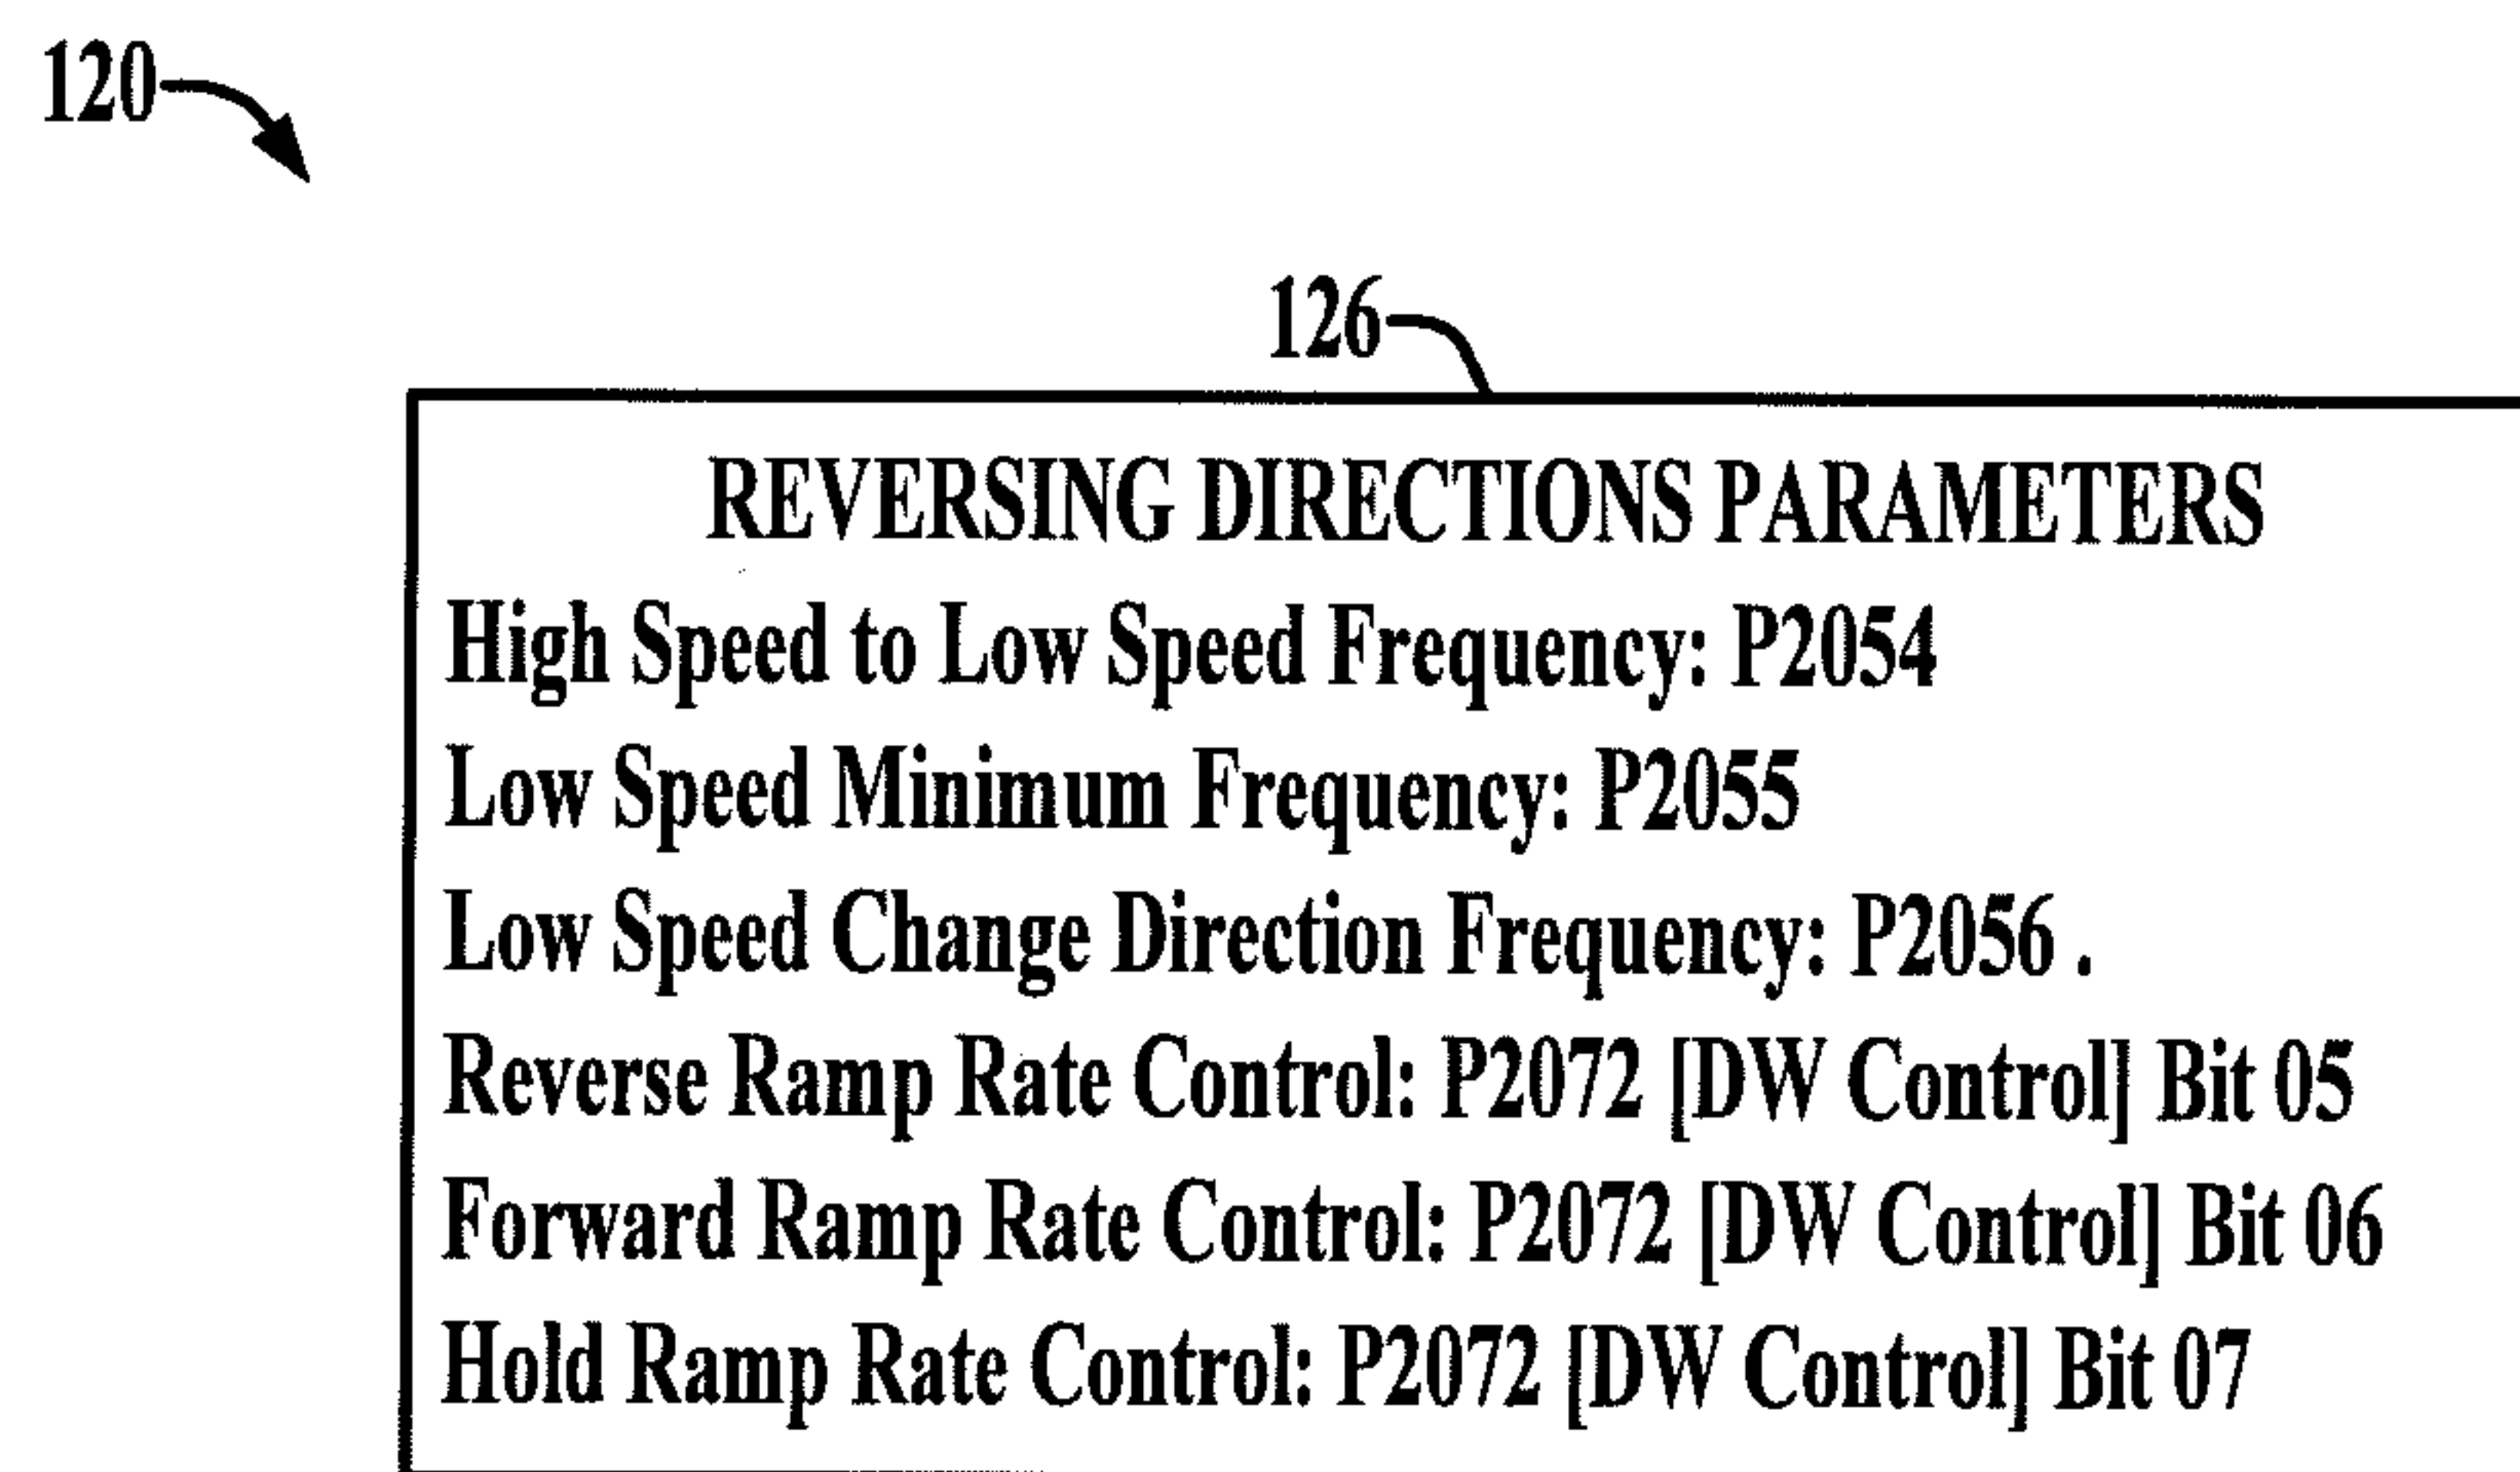 120
126
REVERSING DIRECTIONS PARAMETERS
High Speed to Low Speed Frequency: P2054
Low Speed Minimum Frequency: P2055
Low Speed Change Direction Frequency: P2056 .
Reverse Ramp Rate Control: P2072 [DW Control] Bit 05
Forward Ramp Rate Control: P2072 [DW Control] Bit 06
Hold Ramp Rate Control: P2072 [DW Control] Bit 07